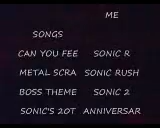 ME
SONGS
CAN YOU FEE SONIC R
METAL SCRA SONIC RUSH
BOSS THEME SONIC 2
SONIC'S 20T ANNIVERSAR